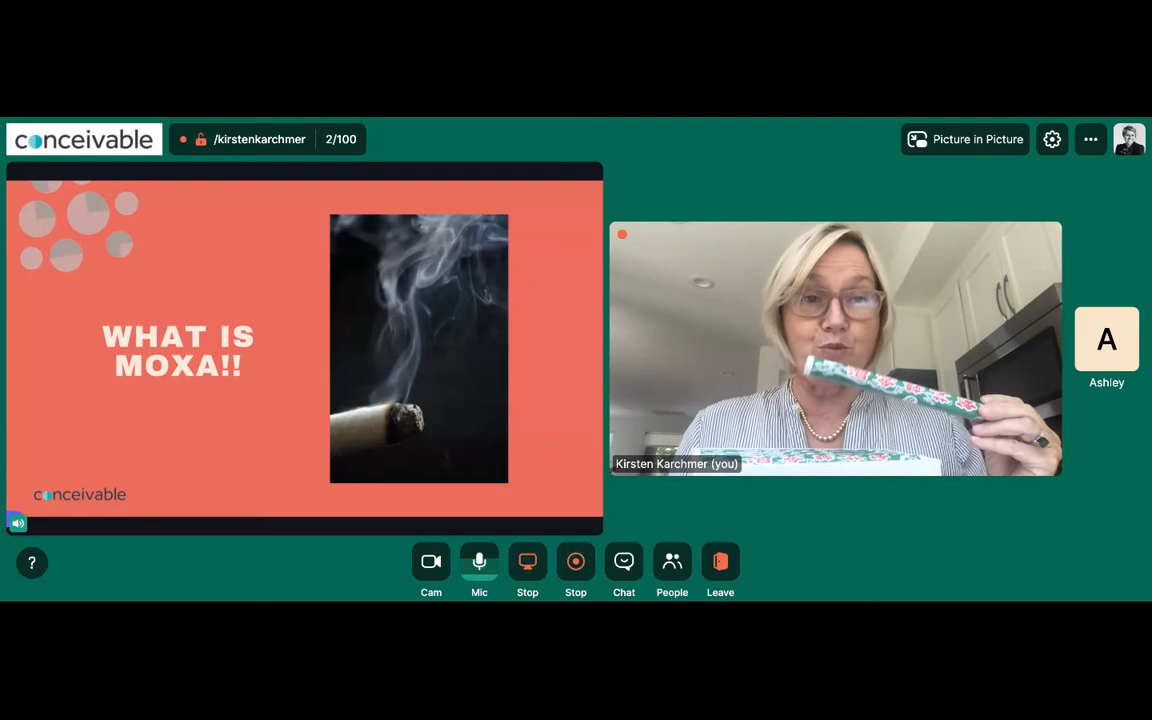 conceivable
/kirstenkarchmer
2/100
Picture in Picture
WHAT IS
MOXA!!
conceivable
Kirsten Karchmer (you)
A
Ashley
?
Cam
Mic
Stop
Stop
Chat
People
Leave